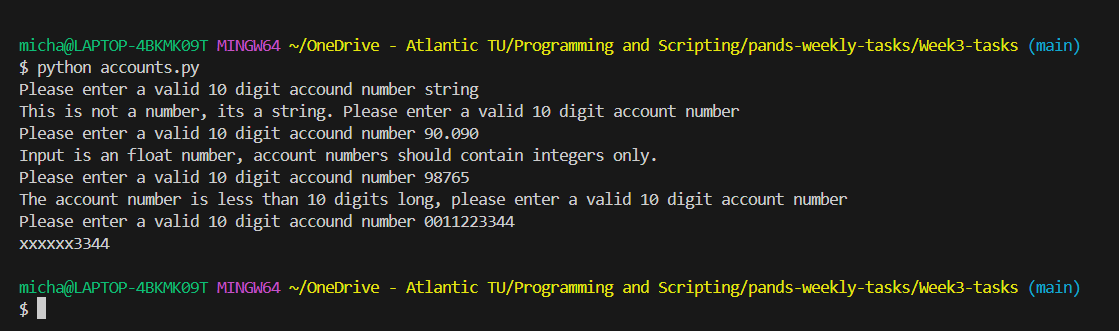 micha@LAPTOP-4BKMK09T MINGW64 ~/OneDrive - Atlantic TU/Programming and Scripting/pands-weekly-tasks/Week3-tasks (main)
$ python accounts.py
Please enter a valid 10 digit accound number string
This is not a number, its a string. Please enter a valid 10 digit account number
Please enter a valid 10 digit accound number 90.090
Input is an float number, account numbers should contain integers only.
Please enter a valid 10 digit accound number 98765
The account number is less than 10 digits long, please enter a valid 10 digit account number
Please enter a valid 10 digit accound number 0011223344
xxxxxx3344
micha@LAPTOP-4BKMK09T MINGW64 ~/OneDrive - Atlantic TU/Programming and Scripting/pands-weekly-tasks/Week3-tasks (main)
$